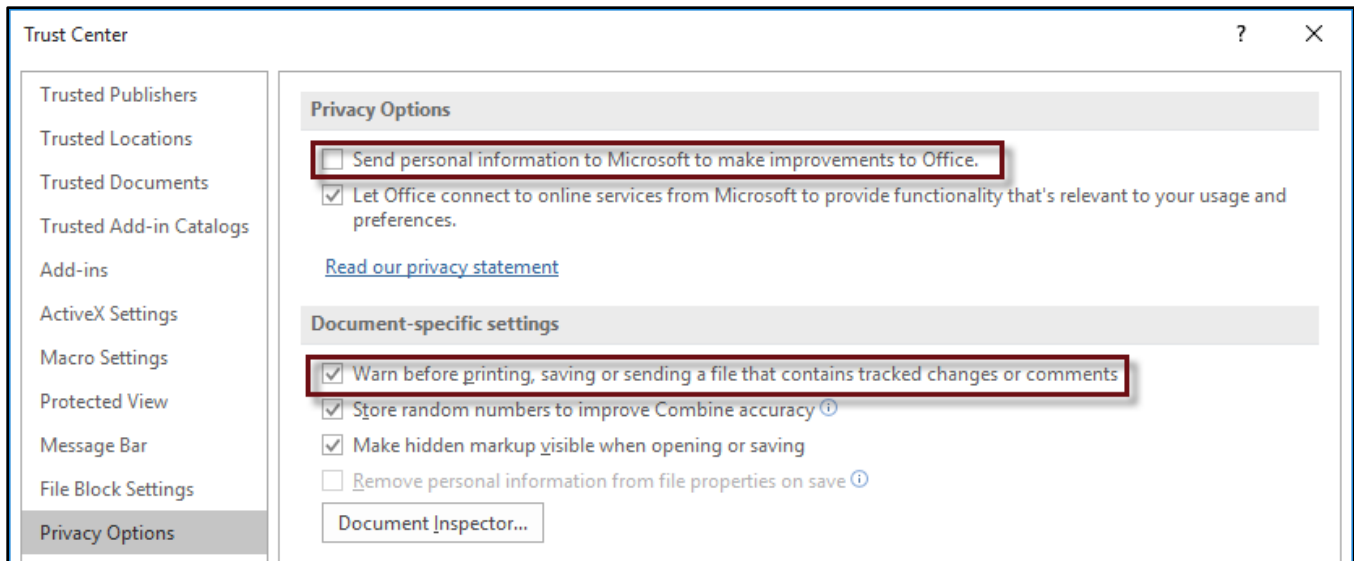 Trust Center
?
Trusted Publishers
Trusted Locations
Trusted Documents
Trusted Add-in Catalogs
Add-ins
ActiveX Settings
Macro Settings
Protected View
Message Bar
File Block Settings
Privacy Options
Privacy Options
Send personal information to Microsoft to make improvements to Office.
Let Office connect to online services from Microsoft to provide functionality that's relevant to your usage and
preferences.
Read our privacy statement
Document-specific settings
Warn before printing, saving or sending a file that contains tracked changes or comments
Store random numbers to improve Combine accuracy
Make hidden markup visible when opening or saving
Remove personal information from file properties on save
Document Inspector...